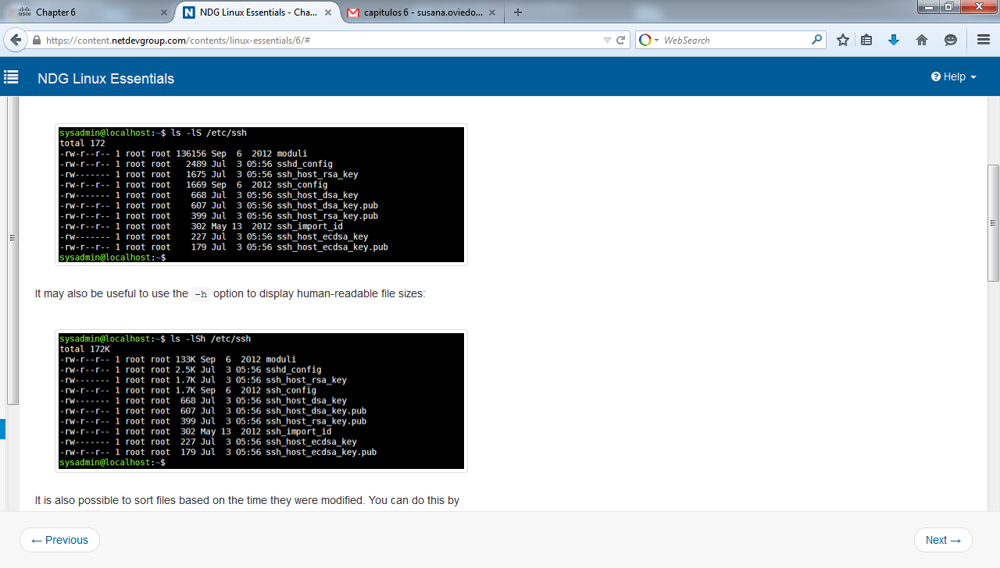 cisco Chapter 6
N NDG Linux Essentials - Cha...
capitulos 6 - susana.oviedo...
https://content.netdevgroup.com/contents/linux-essentials/6/#
WebSearch
NDG Linux Essentials
Help
sysadmin@localhost:~$ ls -lS /etc/ssh
total 172
-rw-r--r-- 1 root root 136156 Sep  6  2012 moduli
-rw-r--r-- 1 root root   2489 Jul  3 05:56 sshd_config
-rw------- 1 root root   1675 Jul  3 05:56 ssh_host_rsa_key
-rw-r--r-- 1 root root   1669 Sep  6  2012 ssh_config
-rw------- 1 root root    668 Jul  3 05:56 ssh_host_dsa_key
-rw-r--r-- 1 root root    607 Jul  3 05:56 ssh_host_dsa_key.pub
-rw-r--r-- 1 root root    399 Jul  3 05:56 ssh_host_rsa_key.pub
-rw-r--r-- 1 root root    302 May 13  2012 ssh_import_id
-rw------- 1 root root    227 Jul  3 05:56 ssh_host_ecdsa_key
-rw-r--r-- 1 root root    179 Jul  3 05:56 ssh_host_ecdsa_key.pub
sysadmin@localhost:~$
It may also be useful to use the -h option to display human-readable file sizes:
sysadmin@localhost:~$ ls -lSh /etc/ssh
total 172K
-rw-r--r-- 1 root root 133K Sep  6  2012 moduli
-rw-r--r-- 1 root root 2.5K Jul  3 05:56 sshd_config
-rw------- 1 root root 1.7K Jul  3 05:56 ssh_host_rsa_key
-rw-r--r-- 1 root root 1.7K Sep  6  2012 ssh_config
-rw------- 1 root root  668 Jul  3 05:56 ssh_host_dsa_key
-rw-r--r-- 1 root root  607 Jul  3 05:56 ssh_host_dsa_key.pub
-rw-r--r-- 1 root root  399 Jul  3 05:56 ssh_host_rsa_key.pub
-rw-r--r-- 1 root root  302 May 13  2012 ssh_import_id
-rw------- 1 root root  227 Jul  3 05:56 ssh_host_ecdsa_key
-rw-r--r-- 1 root root  179 Jul  3 05:56 ssh_host_ecdsa_key.pub
sysadmin@localhost:~$
It is also possible to sort files based on the time they were modified. You can do this by
← Previous
Next →